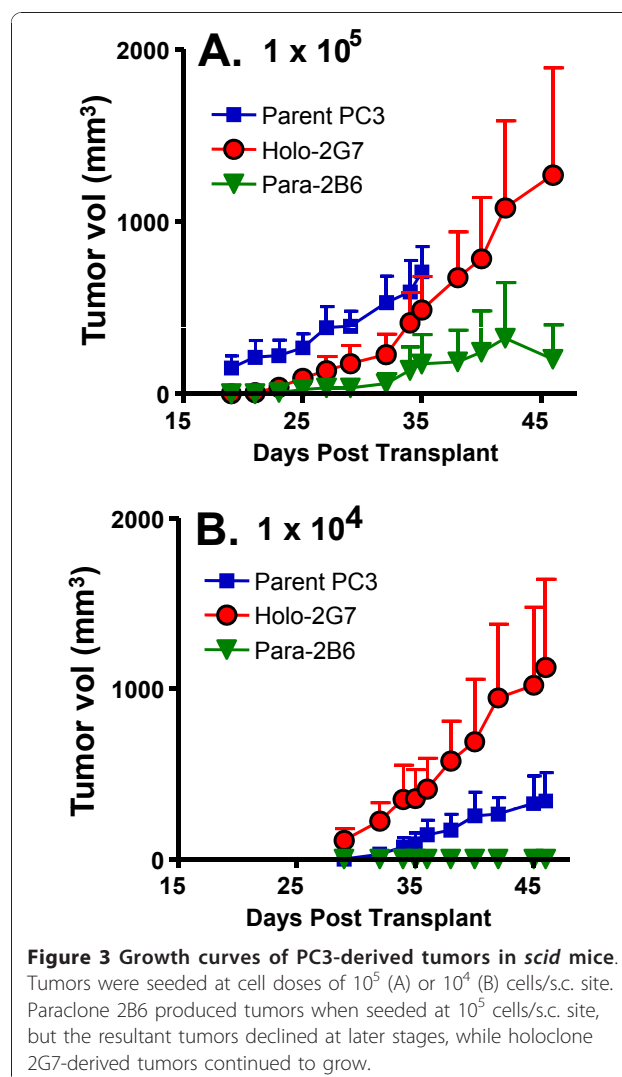 A. 1 x 10⁵
Parent PC3
Holo-2G7
Para-2B6
Tumor vol (mm³)
2000
1000
0
15 25 35 45
Days Post Transplant
B. 1 x 10⁴
Parent PC3
Holo-2G7
Para-2B6
Tumor vol (mm³)
2000
1000
0
15 25 35 45
Days Post Transplant
Figure 3 Growth curves of PC3-derived tumors in scid mice.
Tumors were seeded at cell doses of 10⁵ (A) or 10⁴ (B) cells/s.c. site.
Paraclone 2B6 produced tumors when seeded at 10⁵ cells/s.c. site,
but the resultant tumors declined at later stages, while holoclone
2G7-derived tumors continued to grow.